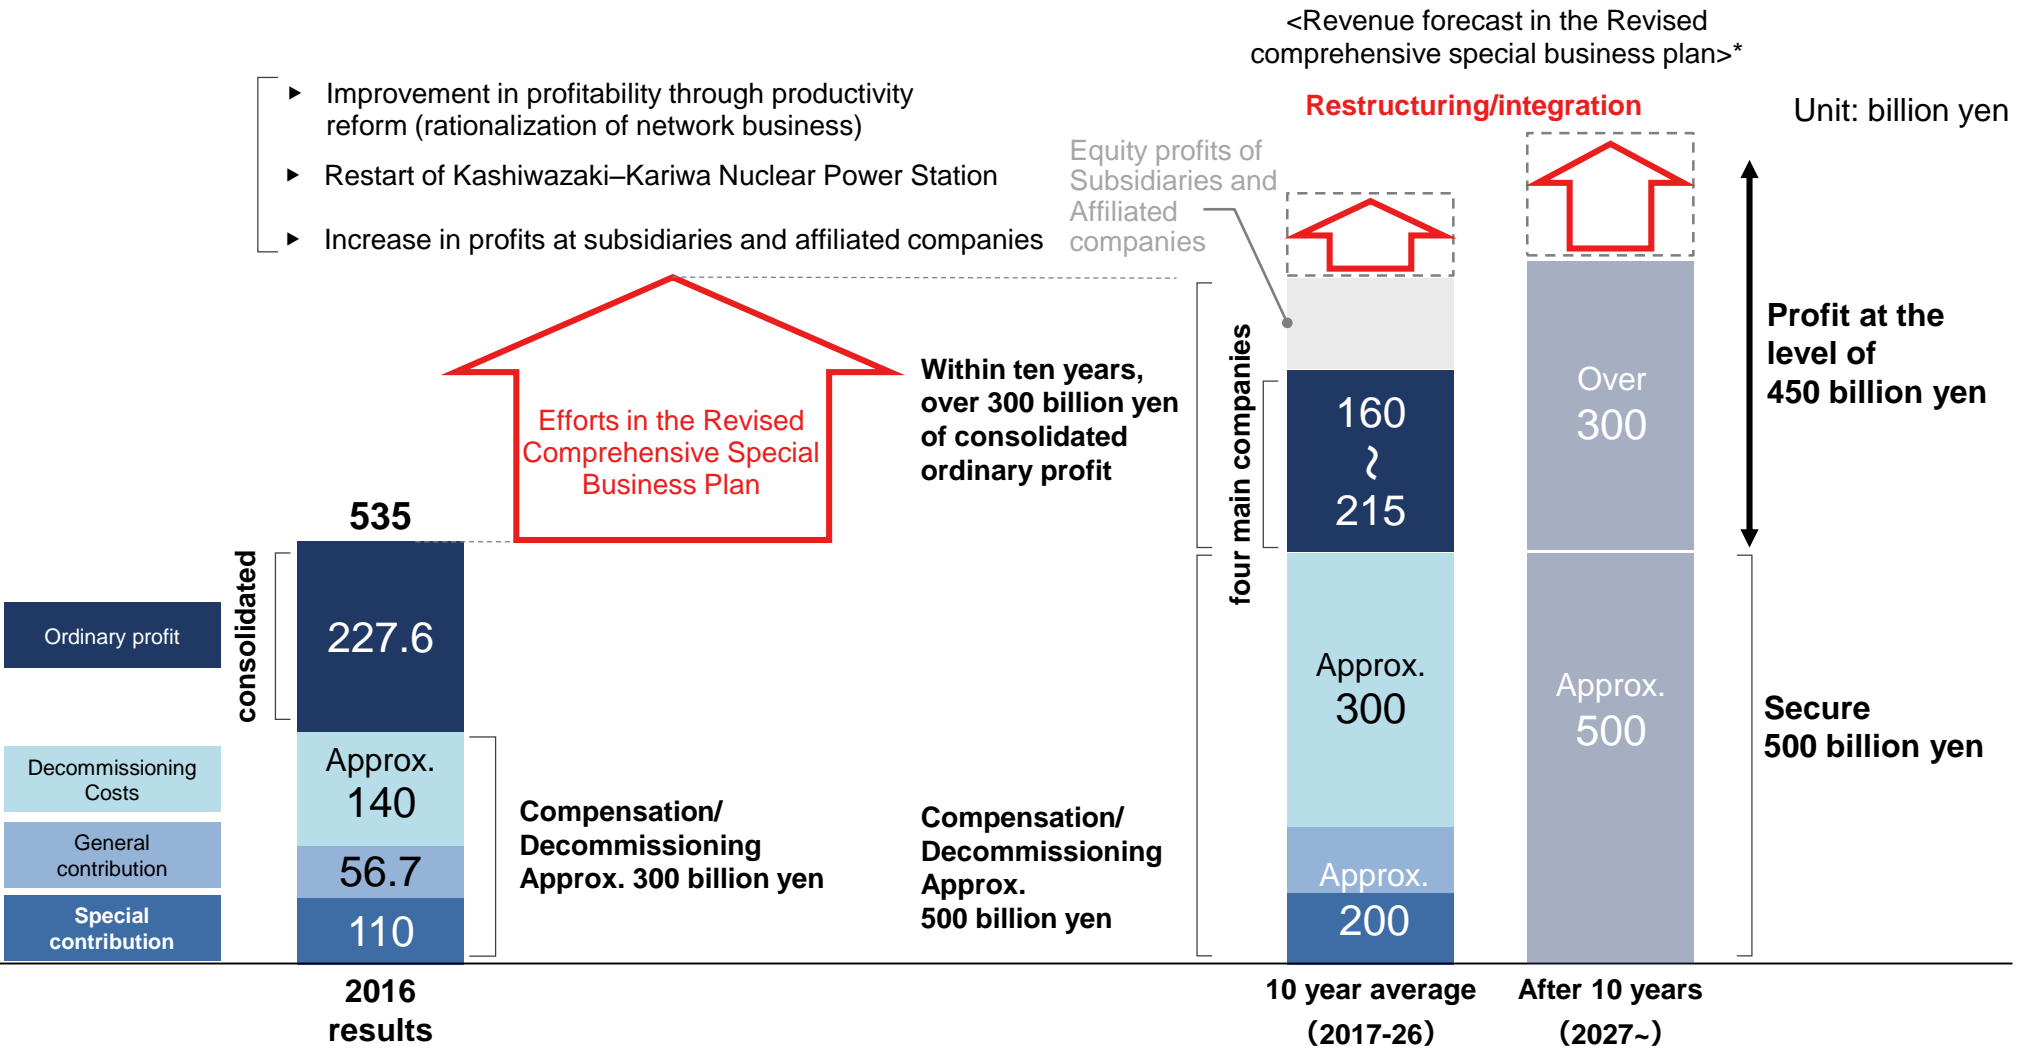 <Revenue forecast in the Revised
comprehensive special business plan>*
▶ Improvement in profitability through productivity
reform (rationalization of network business)
▶ Restart of Kashiwazaki–Kariwa Nuclear Power Station
▶ Increase in profits at subsidiaries and affiliated companies
Restructuring/integration
Unit: billion yen
Equity profits of
Subsidiaries and
Affiliated
companies
Efforts in the Revised
Comprehensive Special
Business Plan
Within ten years,
over 300 billion yen
of consolidated
ordinary profit
four main companies
160
~
215
Over
300
Profit at the
level of
450 billion yen
535
consolidated
Ordinary profit
227.6
Decommissioning
Costs
Approx.
140
General
contribution
56.7
Special
contribution
110
Compensation/
Decommissioning
Approx. 300 billion yen
Compensation/
Decommissioning
Approx.
500 billion yen
Approx.
300
Approx.
200
Approx.
500
Secure
500 billion yen
2016
results
10 year average
（2017-26）
After 10 years
（2027~）